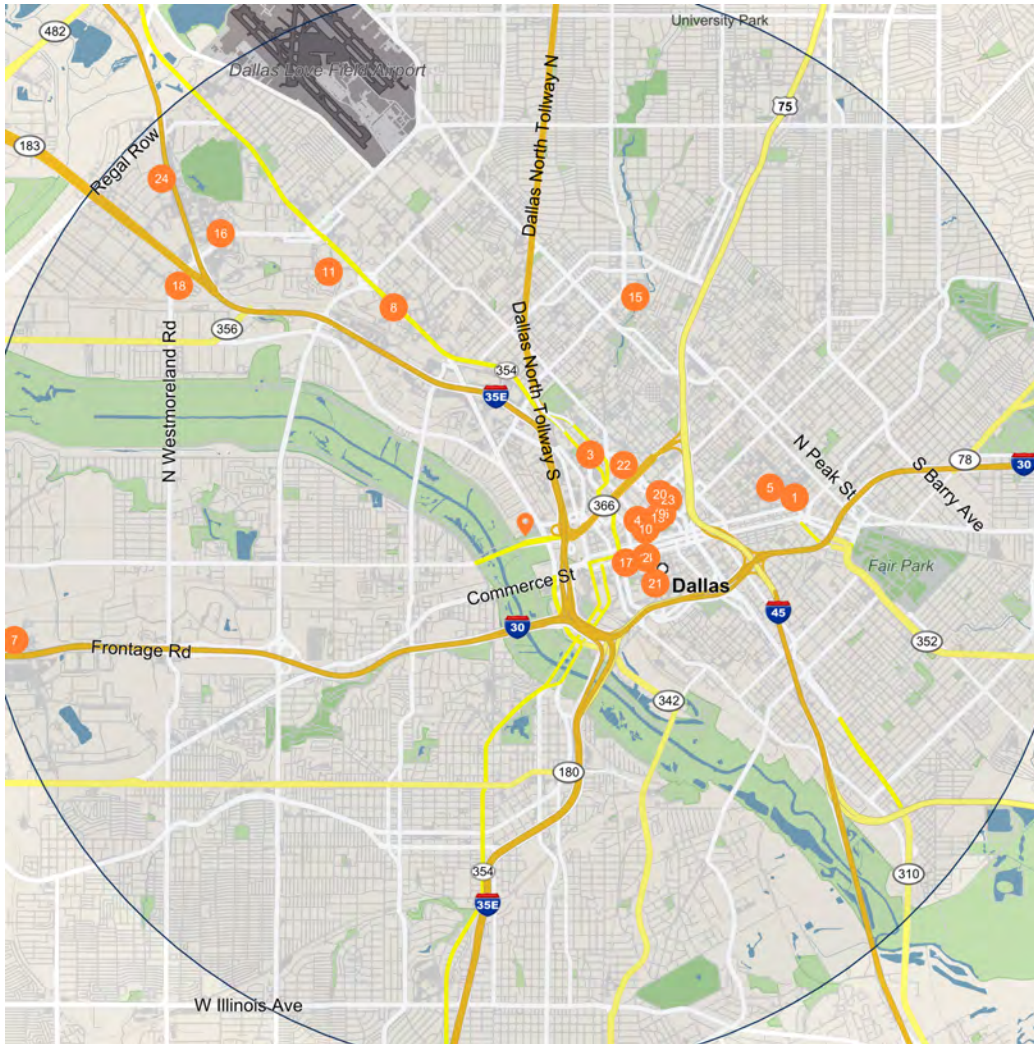 University Park
482
Dallas Love Field Airport
Dallas North Tollway N
75
183
Regal Row
24
16
11
18
8
15
356
N Westmoreland Rd
Dallas North Tollway S
354
35E
N Peak St
S Barry Ave
78
30
3
22
5
1
20
23
366
4
10
17
21
Dallas
Commerce St
Fair Park
7
Frontage Rd
30
45
352
342
180
354
35E
310
W Illinois Ave